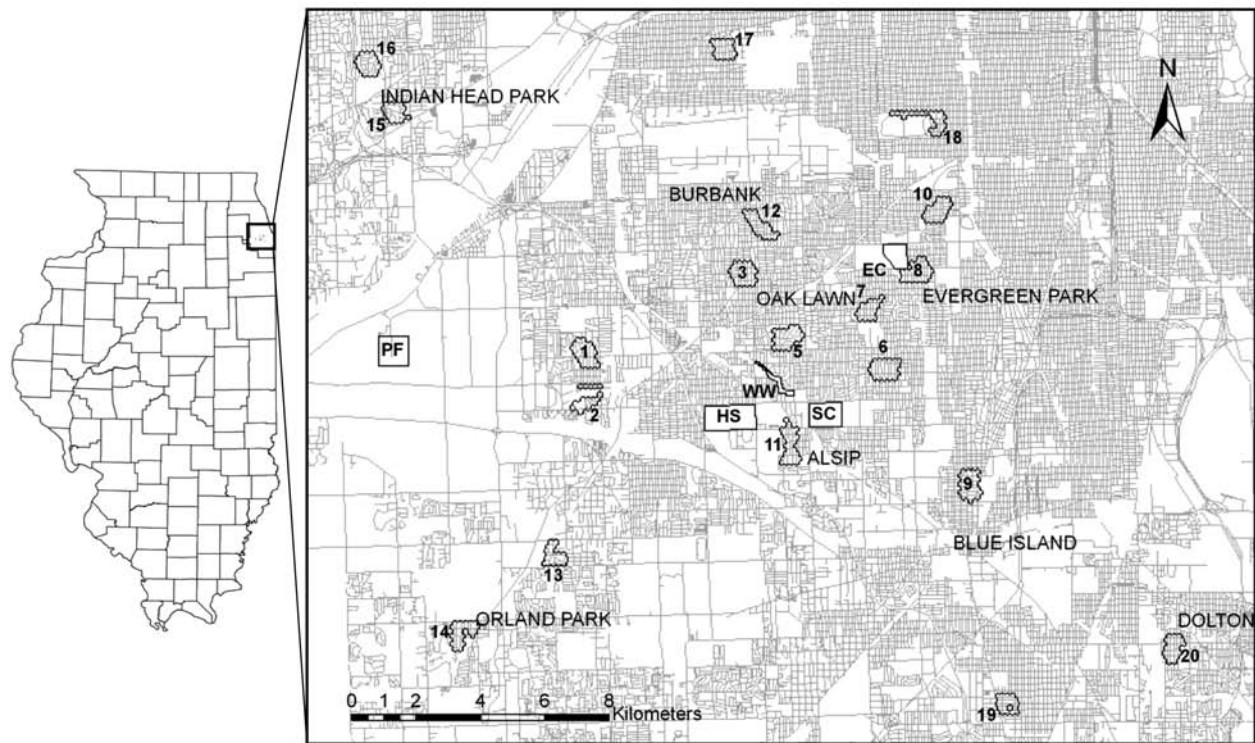 16
17
N
INDIAN HEAD PARK
15
18
BURBANK
10
12
EC
8
3
OAK LAWN
7
EVERGREEN PARK
PF
1
5
6
WW
2
HS
SC
11
ALSIP
9
BLUE ISLAND
13
ORLAND PARK
14
DOLTON
20
0 1 2 4 6 8
Kilometers
19